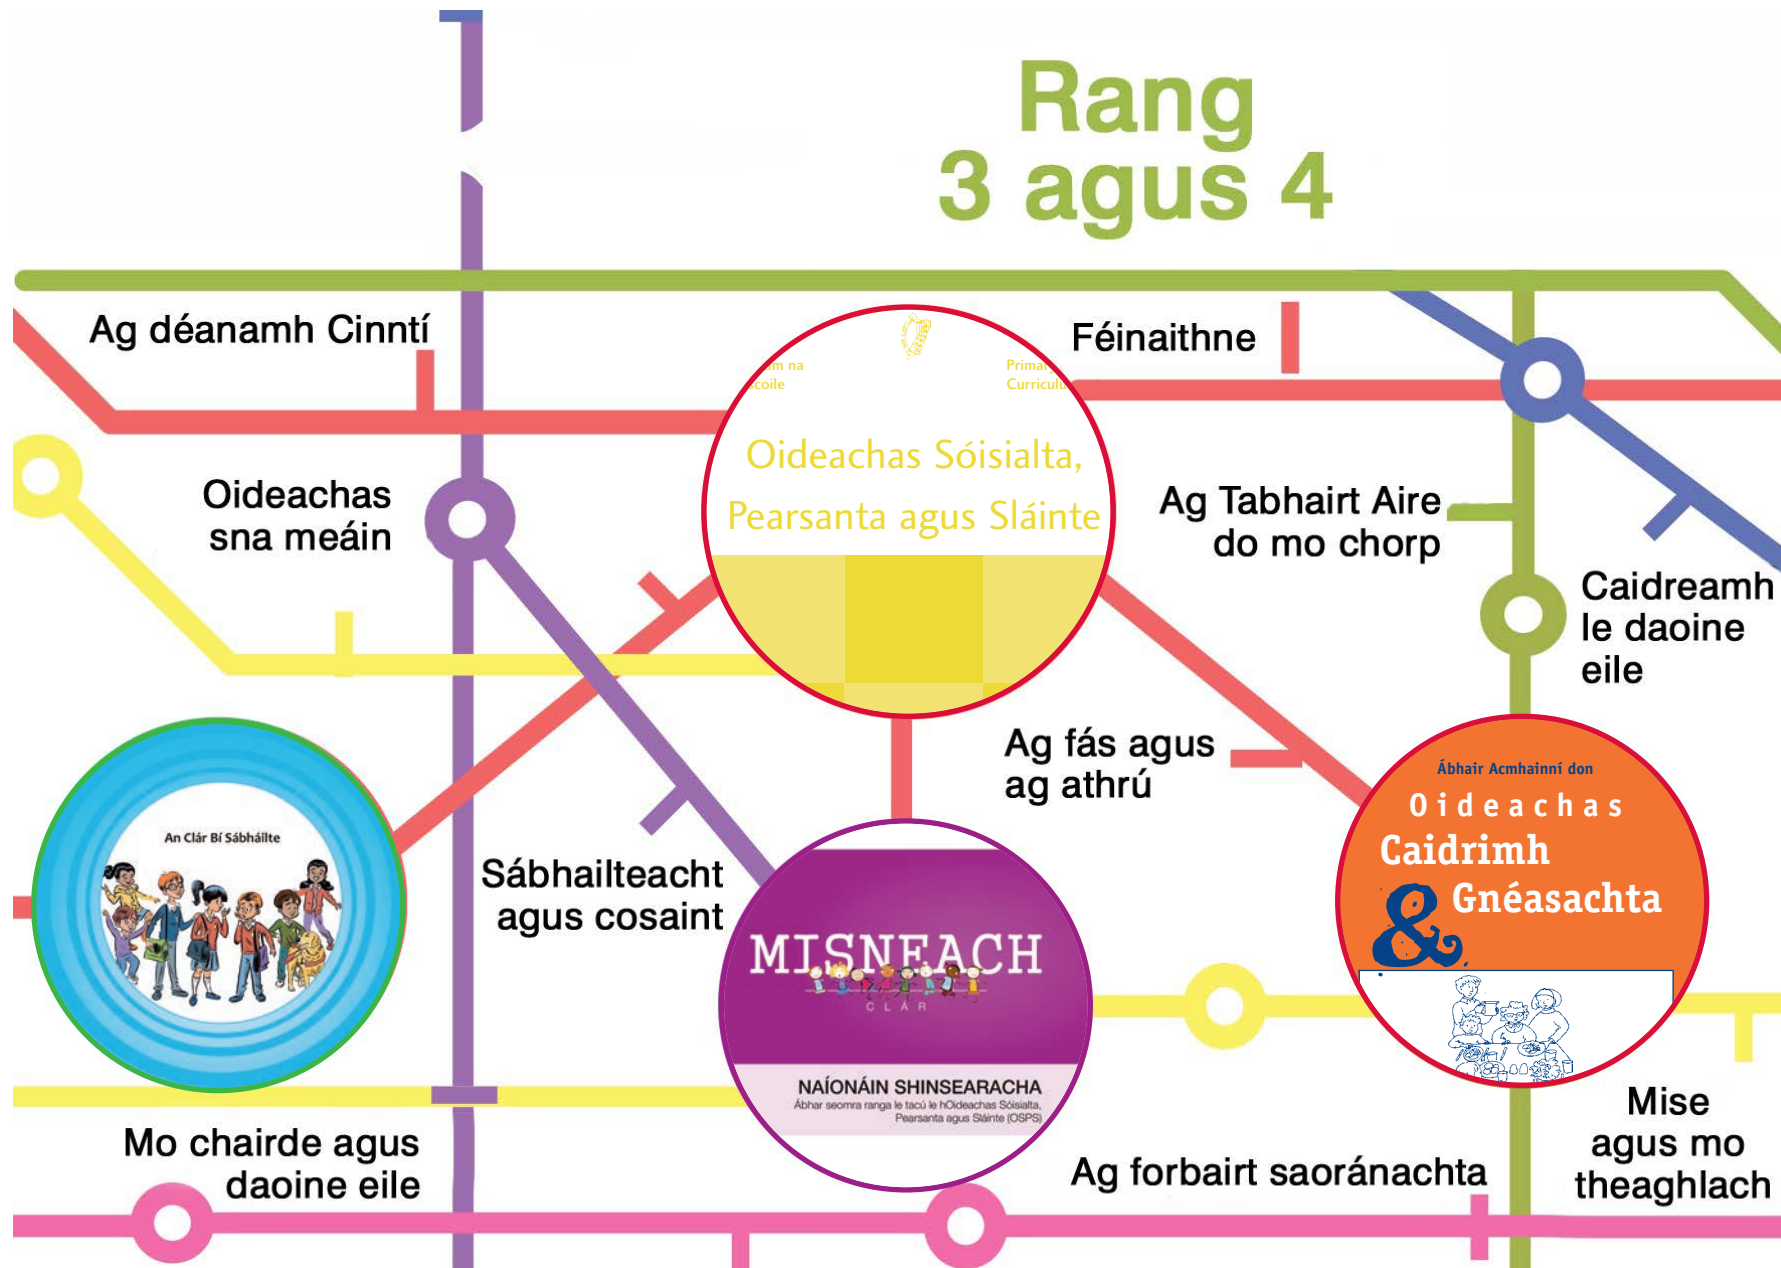 Rang
3 agus 4
Ag déanamh Cinntí
Féinaithne
na
Curriculu
Oideachas Sóisialta,
Pearsanta agus Sláinte
Oideachas
sna meáin
Ag Tabhairt Aire
do mo chorp
Caidreamh
le daoine
eile
Ag fás agus
ag athrú
Ábhair Acmhainní don
Oideachas
Caidrimh
& Gnéasachta
An Clár Bí Sábháilte
Sábhailteacht
agus cosaint
MISNEACH
CLÁR
NAÍONÁIN SHINSEARACHA
Ábhar seomra ranga le tacú le hOideachas Sóisialta,
Pearsanta agus Sláinte (OSPS)
Mo chairde agus
daoine eile
Ag forbairt saoránachta
Mise
agus mo
theaghlach